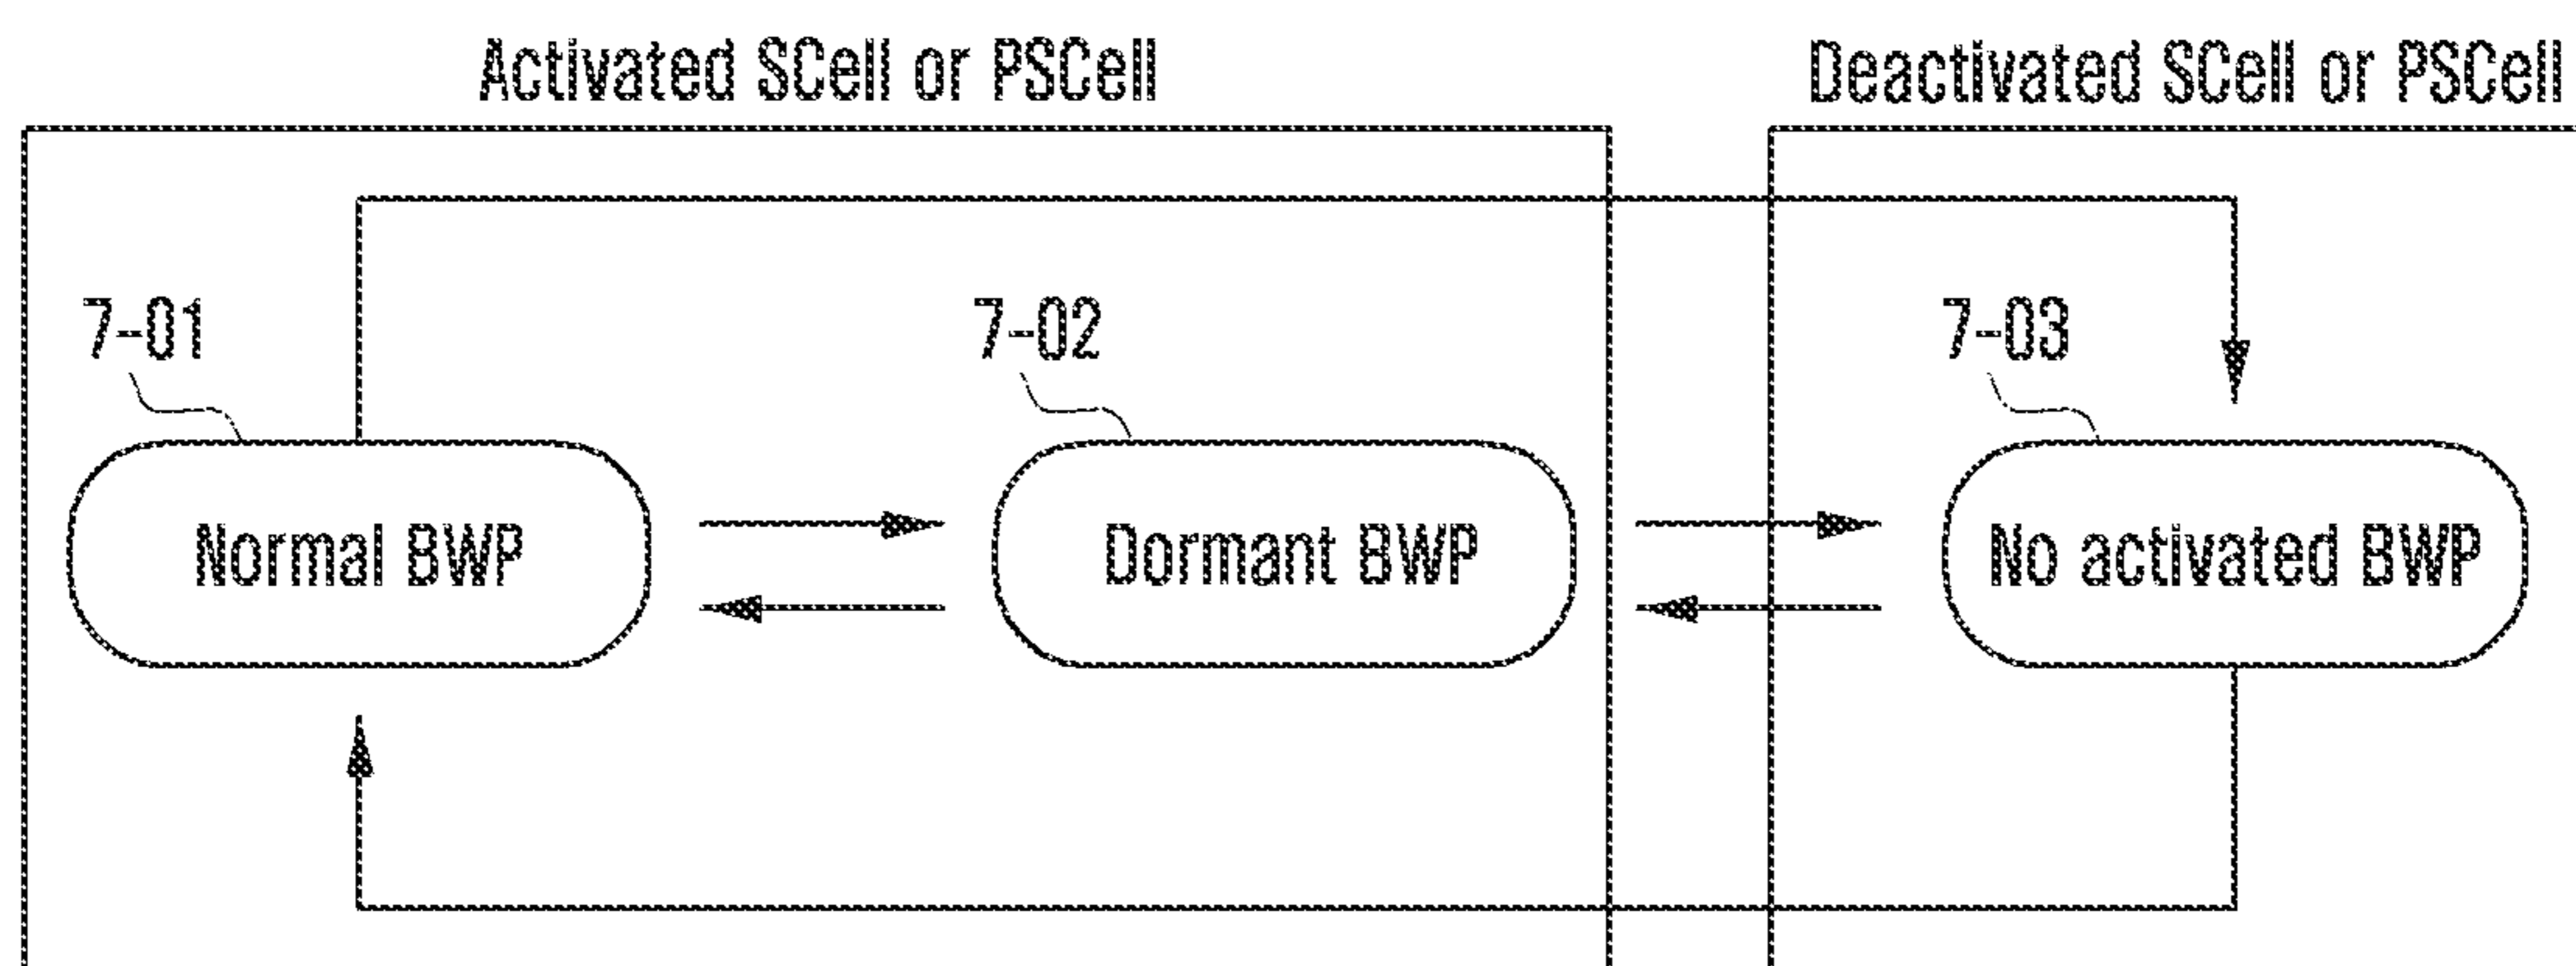 Activated SCell or PSCell
Deactivated SCell or PSCell
7-01
7-02
7-03
Normal BWP
Dormant BWP
No activated BWP